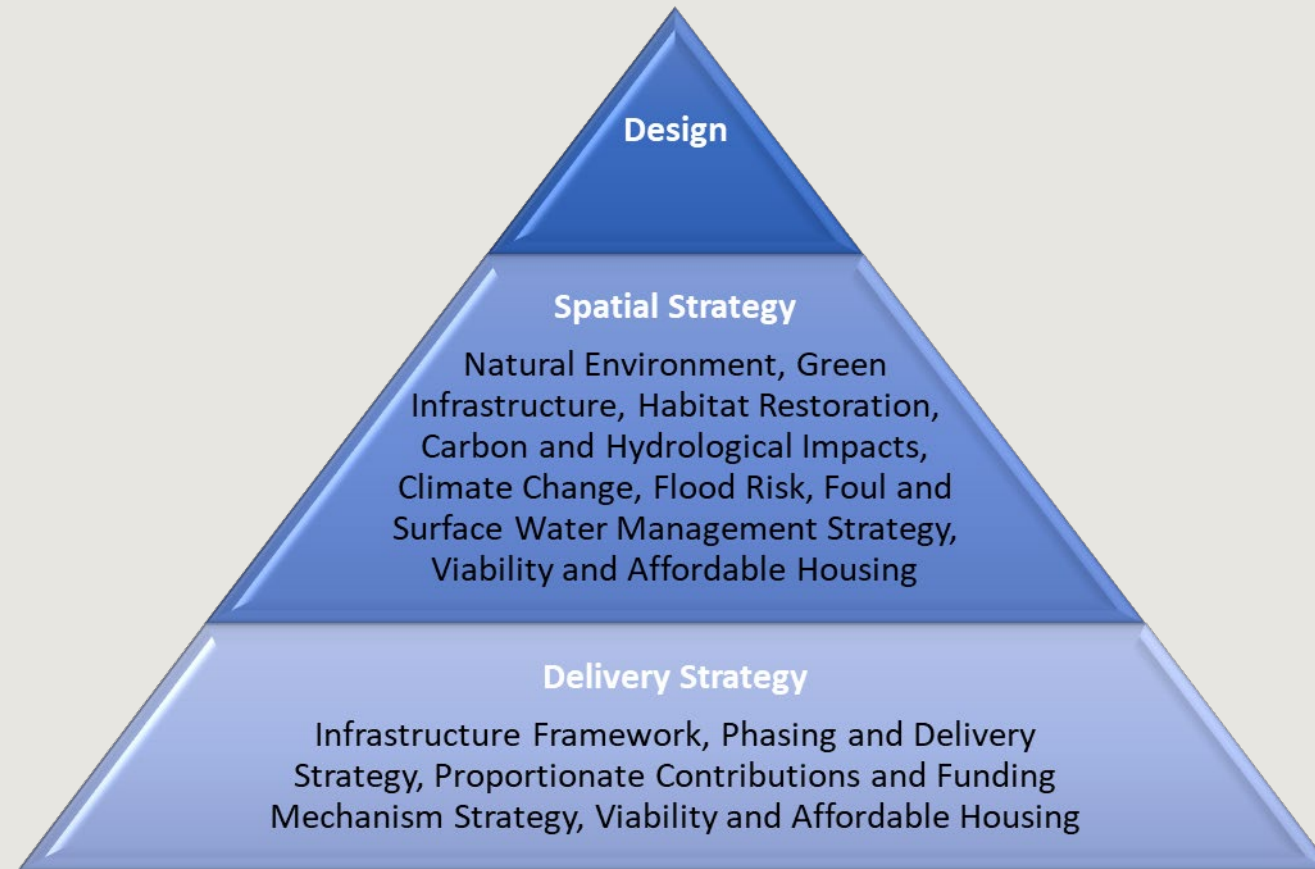 Design
Spatial Strategy
Natural Environment, Green
Infrastructure, Habitat Restoration,
Carbon and Hydrological Impacts,
Climate Change, Flood Risk, Foul and
Surface Water Management Strategy,
Viability and Affordable Housing
Delivery Strategy
Infrastructure Framework, Phasing and Delivery
Strategy, Proportionate Contributions and Funding
Mechanism Strategy, Viability and Affordable Housing